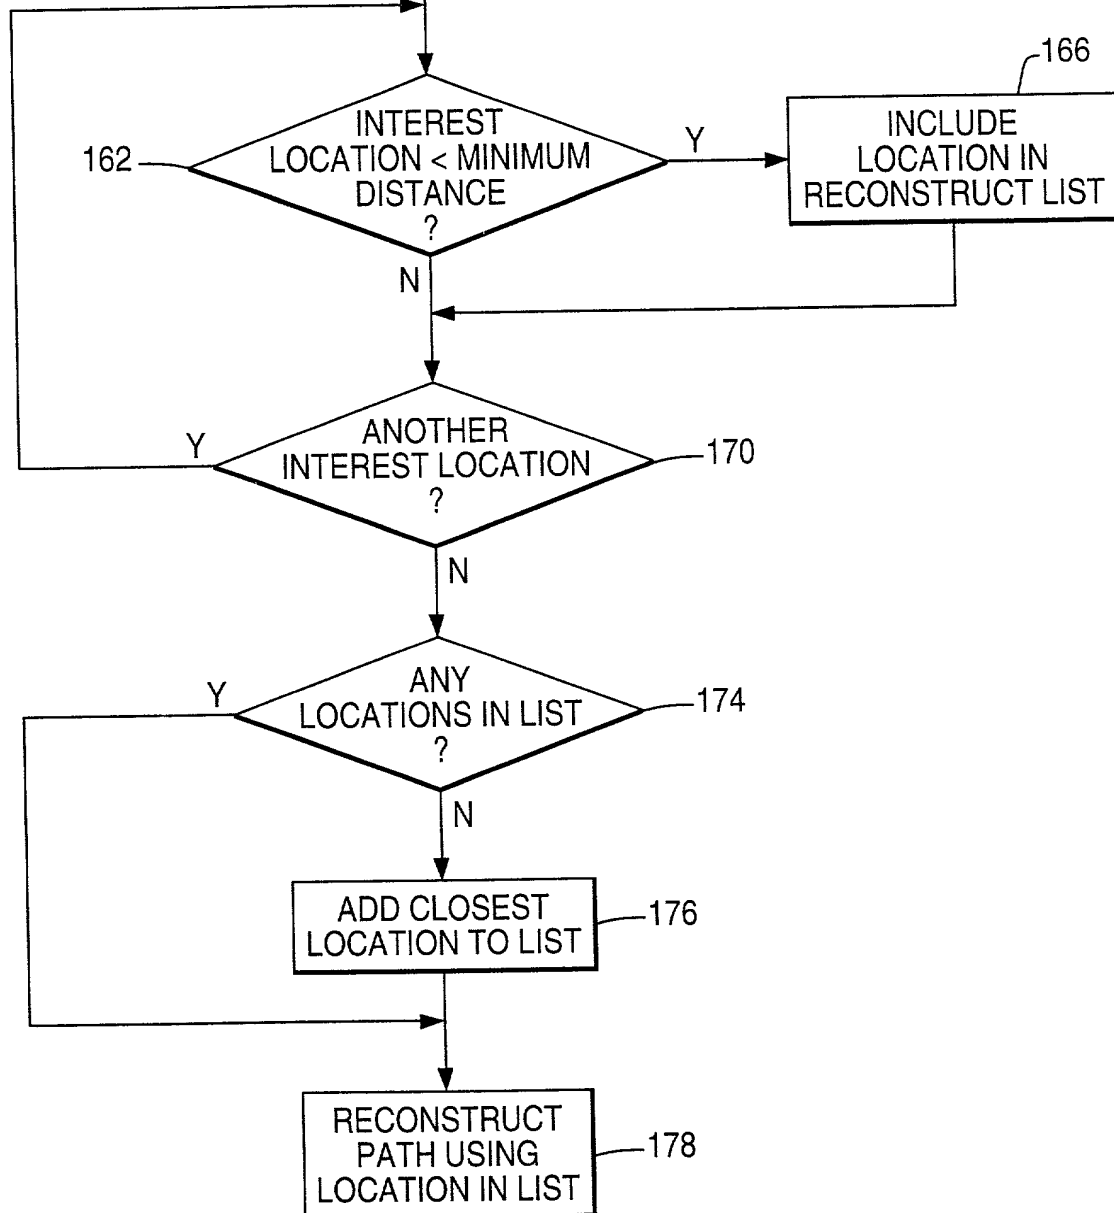 166
INTEREST
LOCATION < MINIMUM
DISTANCE
?
162
Y
INCLUDE
LOCATION IN
RECONSTRUCT LIST
N
ANOTHER
INTEREST LOCATION
?
Y
170
N
ANY
LOCATIONS IN LIST
?
Y
174
N
ADD CLOSEST
LOCATION TO LIST
176
RECONSTRUCT
PATH USING
LOCATION IN LIST
178